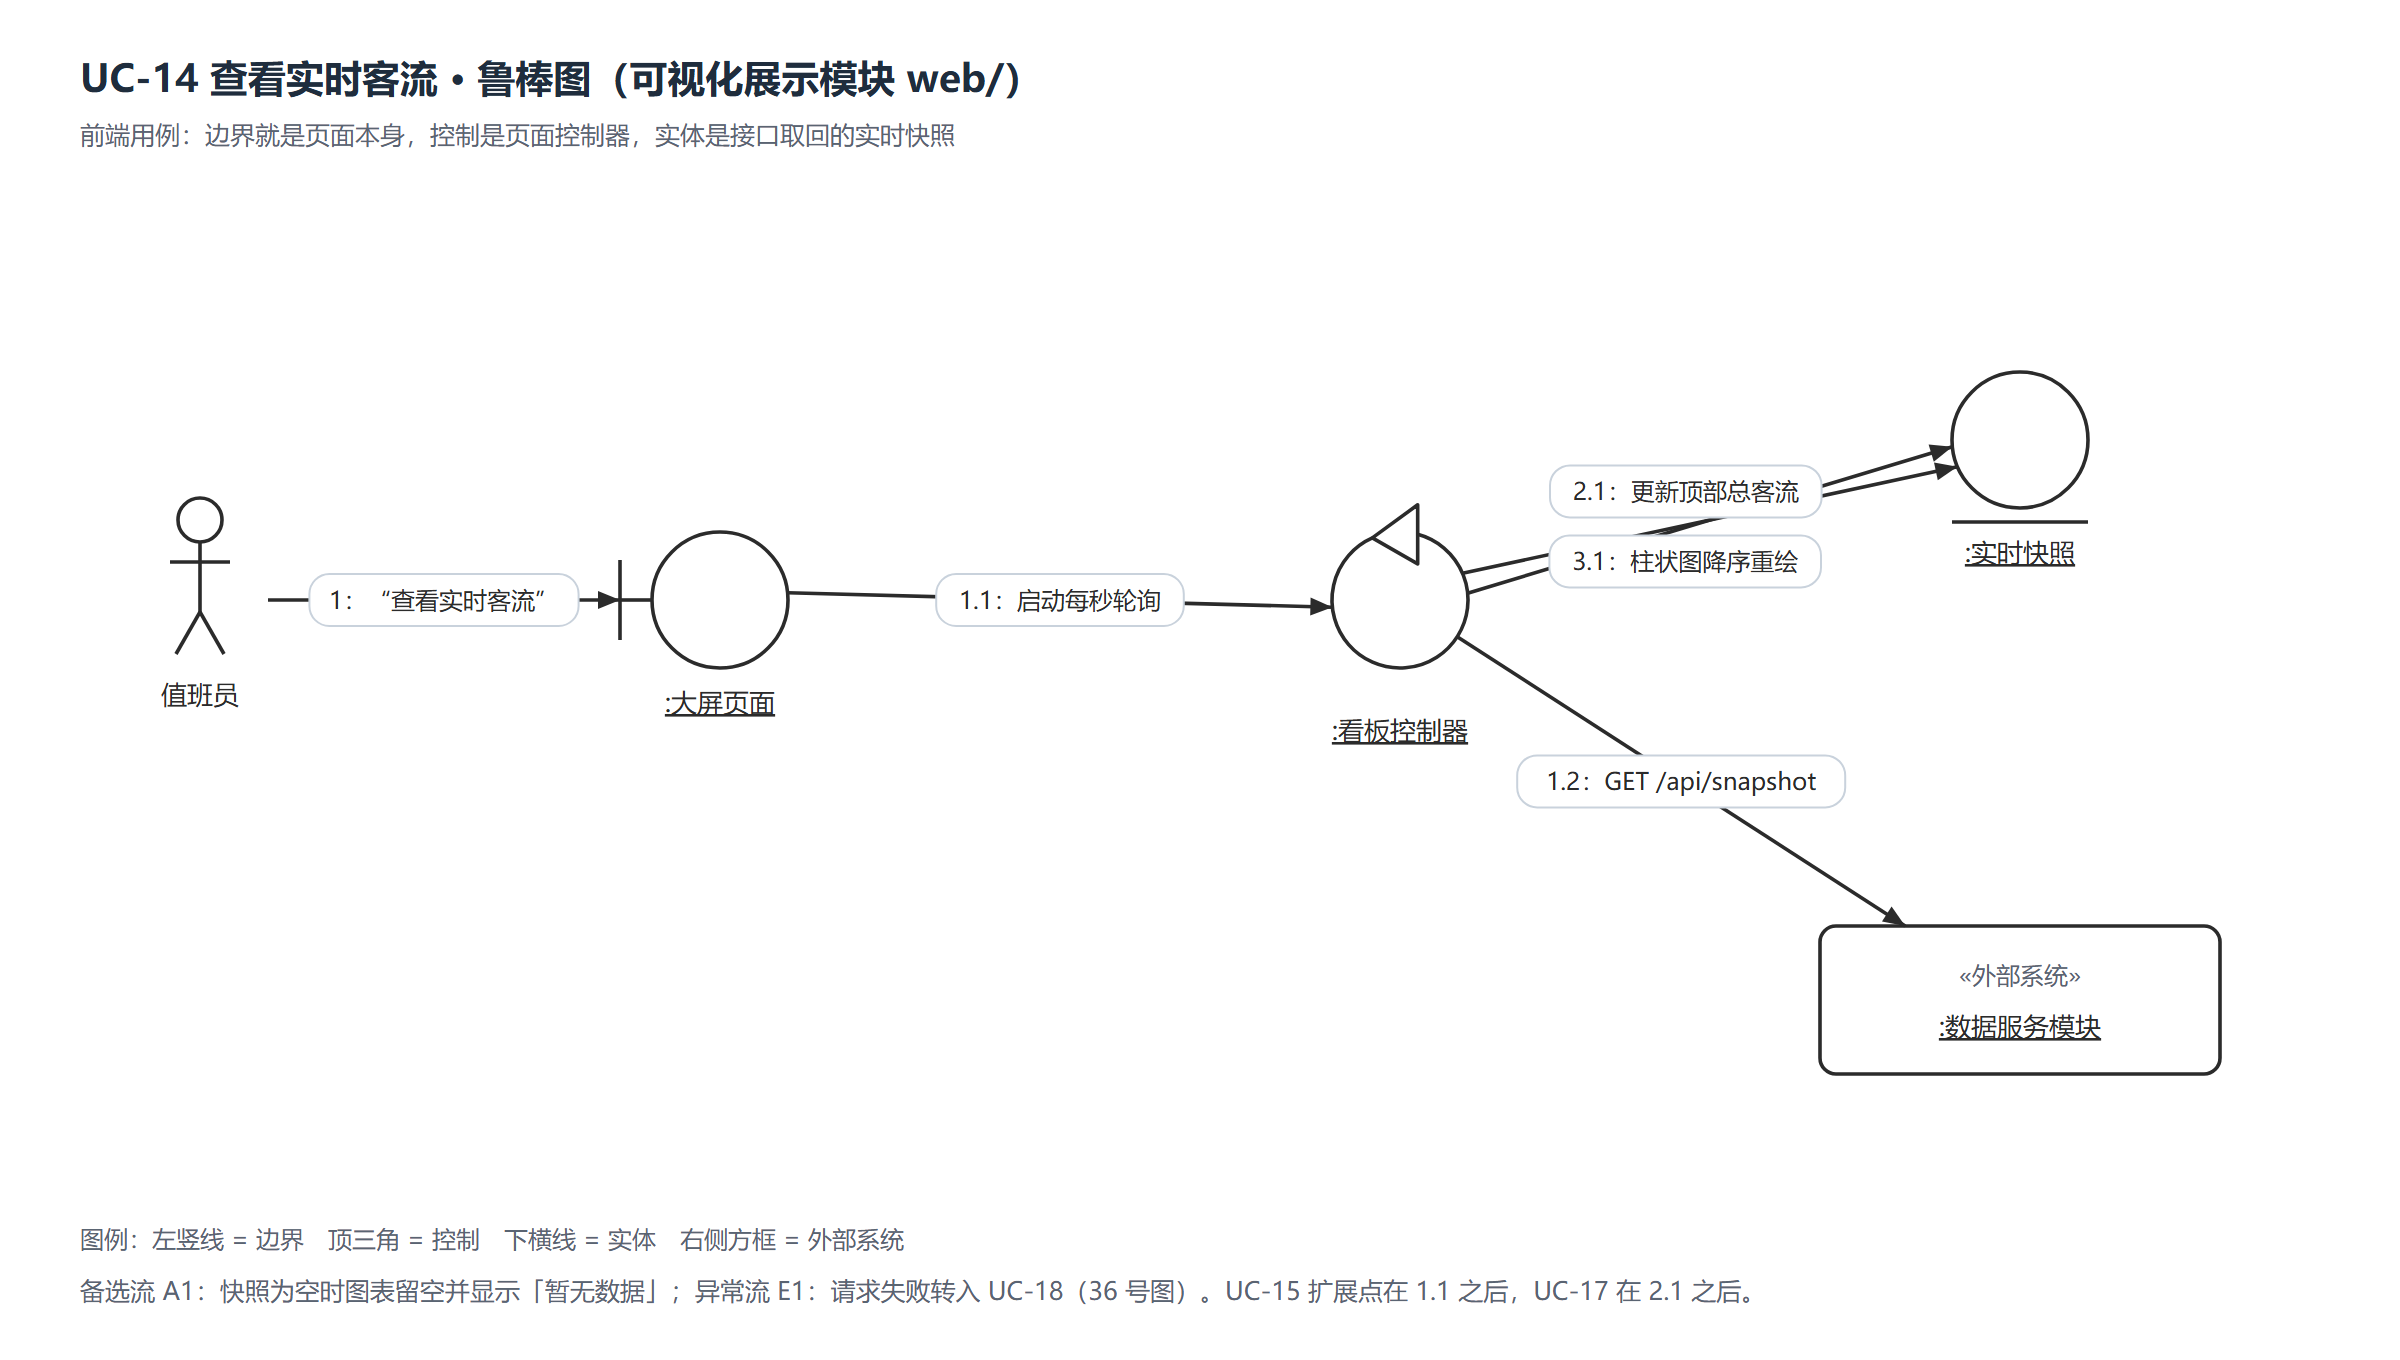 UC-14 查看实时客流 • 鲁棒图（可视化展示模块 web/）
前端用例：边界就是页面本身，控制是页面控制器，实体是接口取回的实时快照
2.1：更新顶部总客流
3.1：柱状图降序重绘
:实时快照
1：“查看实时客流”
1.1：启动每秒轮询
值班员
:大屏页面
:看板控制器
1.2：GET /api/snapshot
«外部系统»
:数据服务模块
图例：左竖线 = 边界　顶三角 = 控制　下横线 = 实体　右侧方框 = 外部系统
备选流 A1：快照为空时图表留空并显示「暂无数据」；异常流 E1：请求失败转入 UC-18（36 号图）。UC-15 扩展点在 1.1 之后，UC-17 在 2.1 之后。